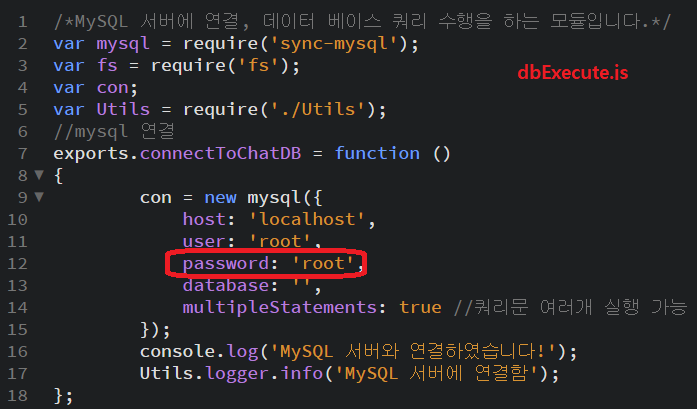 1 /*MySQL 서버에 연결, 데이터 베이스 쿼리 수행을 하는 모듈입니다.*/
2 var mysql = require('sync-mysql');
3 var fs = require('fs');
dbExecute.js
4 var con;
5 var Utils = require('./Utils');
6 //mysql 연결
7 exports.connectToChatDB = function ()
8 {
9 con = new mysql({
10 host: 'localhost',
11 user: 'root',
12 password: 'root',
13 database: '',
14 multipleStatements: true //쿼리문 여러개 실행 가능
15 });
16 console.log('MySQL 서버와 연결하였습니다!');
17 Utils.logger.info('MySQL 서버에 연결함');
18 };